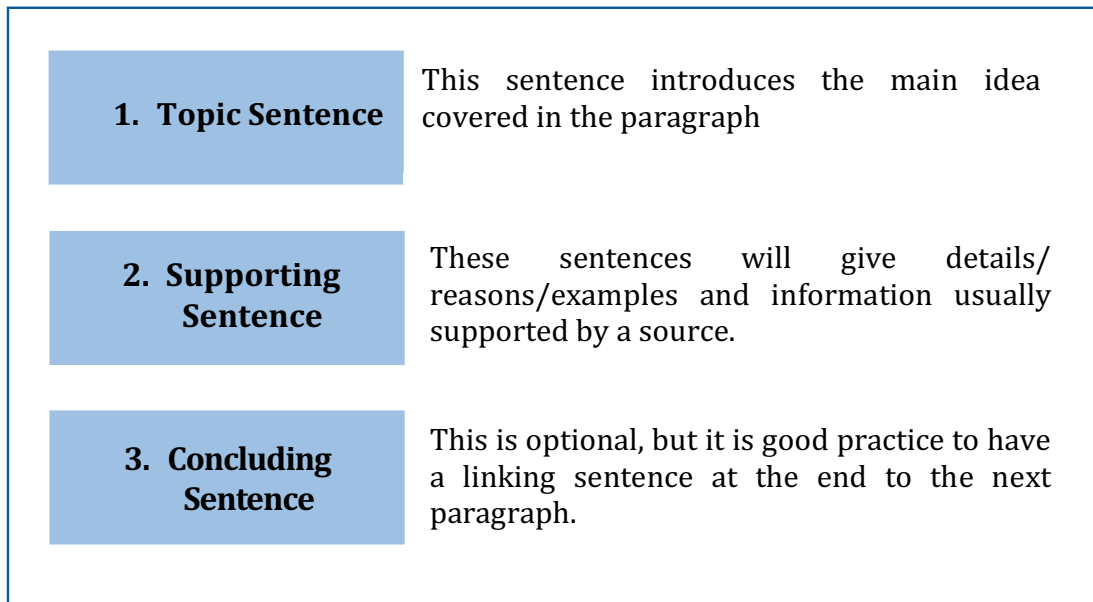 1. Topic Sentence
This sentence introduces the main idea
covered in the paragraph
2. Supporting
Sentence
These sentences will give details/
reasons/examples and information usually
supported by a source.
3. Concluding
Sentence
This is optional, but it is good practice to have
a linking sentence at the end to the next
paragraph.